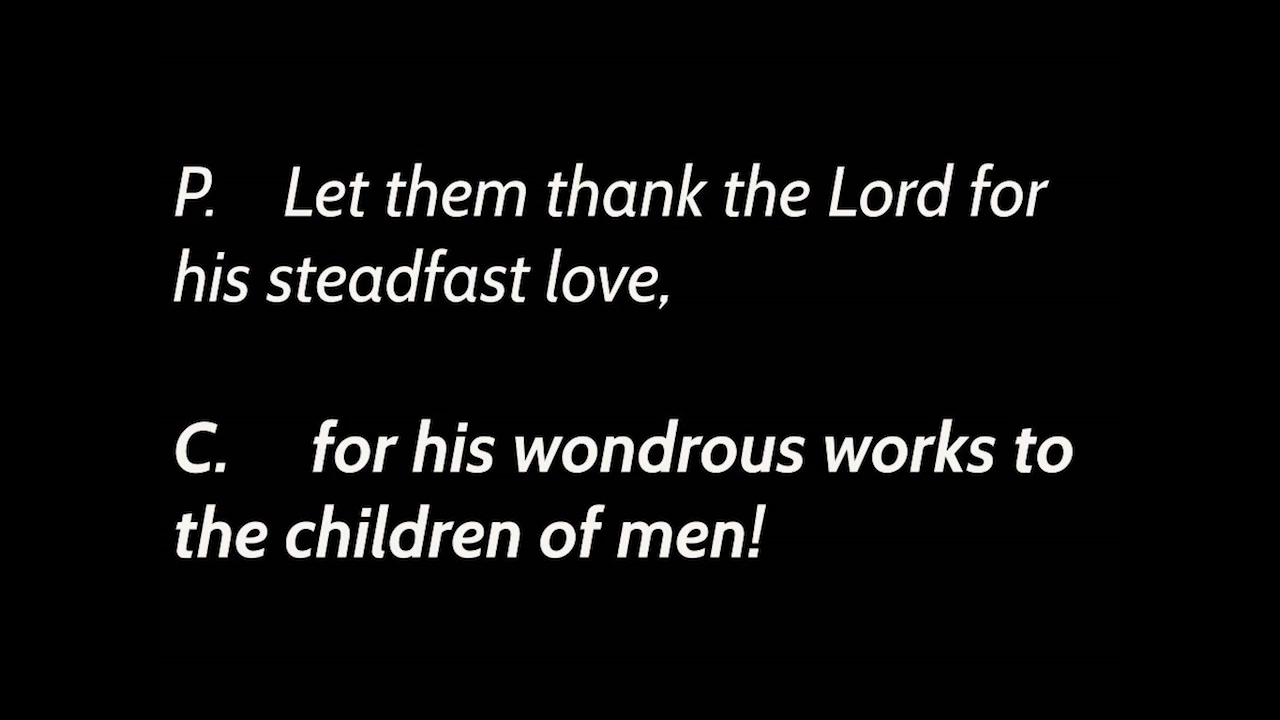 P. Let them thank the Lord for
his steadfast love,
C. for his wondrous works to
the children of men!